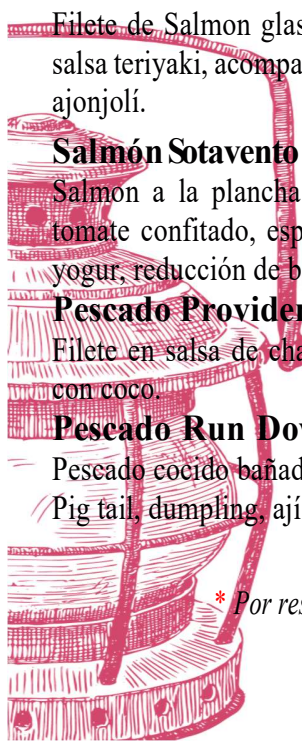 Filete de Salmon glas
salsa teriyaki, acompa
ajonjolí.
Salmón Sotavento
Salmon a la plancha
tomate confitado, esp
yogur, reducción de b
Pescado Providen
Filete en salsa de cha
con coco.
Pescado Run Dow
Pescado cocido bañad
Pig tail, dumpling, ají
* Por res